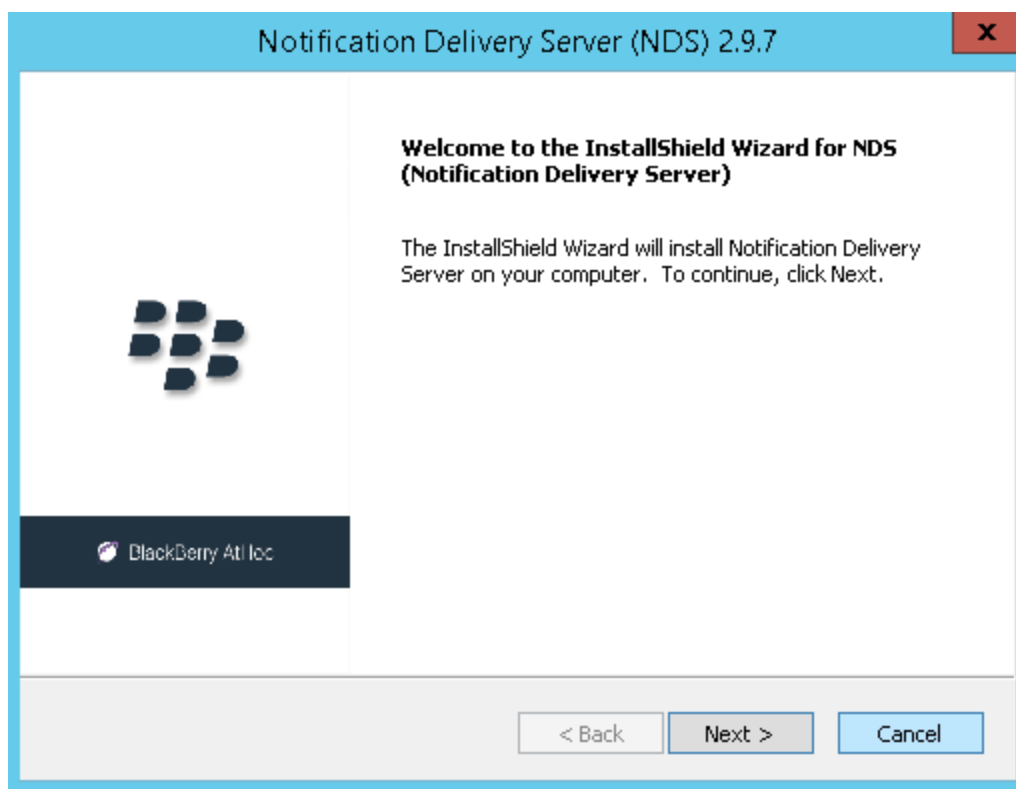 Notification Delivery Server (NDS) 2.9.7
x
Welcome to the InstallShield Wizard for NDS
(Notification Delivery Server)
The InstallShield Wizard will install Notification Delivery
Server on your computer.  To continue, click Next.
BlackBerry AtHoc
< Back
Next >
Cancel